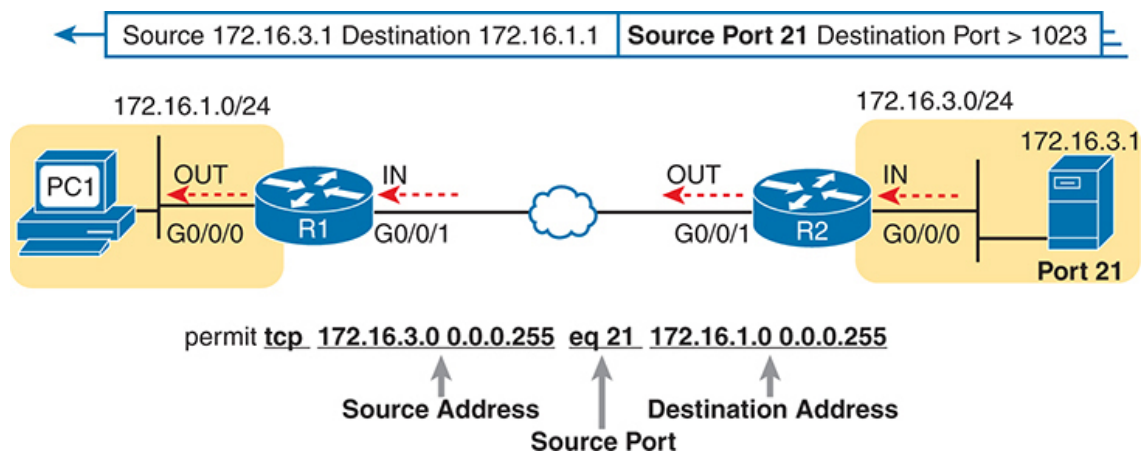 Source 172.16.3.1 Destination 172.16.1.1 Source Port 21 Destination Port > 1023
172.16.1.0/24
172.16.3.0/24
172.16.3.1
PC1
OUT
IN
OUT
IN
R1
R2
G0/0/0
G0/0/1
G0/0/1
G0/0/0
Port 21
permit tcp 172.16.3.0 0.0.0.255 eq 21 172.16.1.0 0.0.0.255
Source Address
Destination Address
Source Port